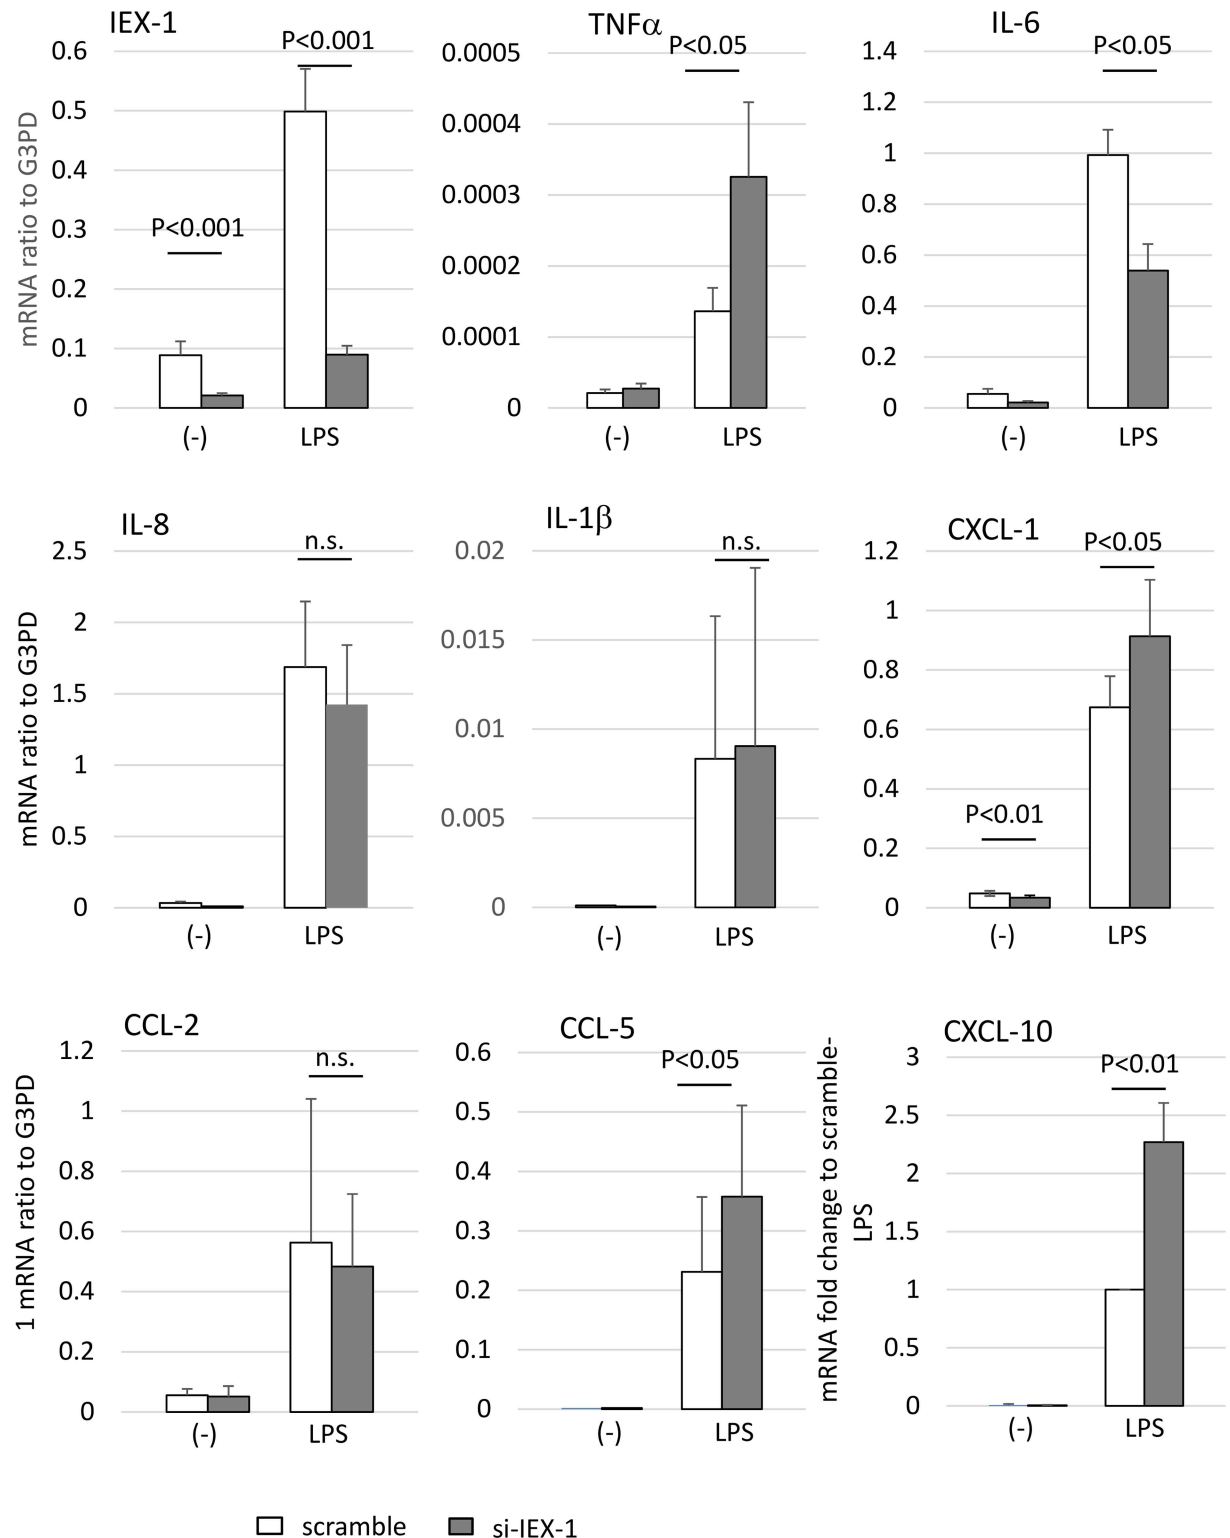 IEX-1
P<0.001
0.6
0.5
0.4
0.3
0.2
0.1
0
mRNA ratio to G3PD
P<0.001
(-)
LPS
TNFα
P<0.05
0.0005
0.0004
0.0003
0.0002
0.0001
0
(-)
LPS
IL-6
P<0.05
1.4
1.2
1
0.8
0.6
0.4
0.2
0
(-)
LPS
IL-8
n.s.
2.5
2
1.5
1
0.5
0
mRNA ratio to G3PD
(-)
LPS
IL-1β
n.s.
0.02
0.015
0.01
0.005
0
(-)
LPS
CXCL-1
P<0.05
1.2
1
0.8
0.6
0.4
0.2
0
P<0.01
(-)
LPS
CCL-2
n.s.
1.2
1
0.8
0.6
0.4
0.2
0
1 mRNA ratio to G3PD
(-)
LPS
CCL-5
P<0.05
0.6
0.5
0.4
0.3
0.2
0.1
0
(-)
LPS
CXCL-10
P<0.01
3
2.5
2
1.5
1
0.5
0
mRNA fold change to scramble-
LPS
(-)
LPS
scramble
si-IEX-1